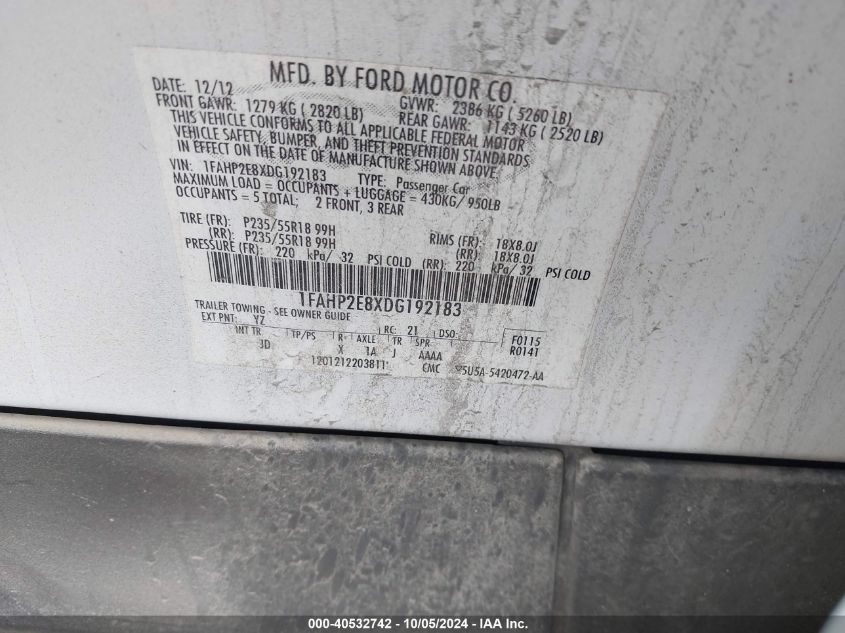 MFD. BY FORD MOTOR CO.
DATE: 12/12 GVWR: 2386 KG ( 5260 LB)
FRONT GAWR: 1279 KG ( 2820 LB) REAR GAWR: 1143 KG ( 2520 LB)
THIS VEHICLE CONFORMS TO ALL APPLICABLE FEDERAL MOTOR
VEHICLE SAFETY, BUMPER, AND THEFT PREVENTION STANDARDS
IN EFFECT ON THE DATE OF MANUFACTURE SHOWN ABOVE.
VIN: 1FAHP2E8XDG192183 TYPE: Passenger Car
MAXIMUM LOAD = OCCUPANTS + LUGGAGE = 430KG/ 950LB
OCCUPANTS = 5 TOTAL; 2 FRONT, 3 REAR
TIRE (FR): P235/55R18 99H RIMS (FR): 18X8.0J
(RR): P235/55R18 99H (RR): 18X8.0J
PRESSURE (FR): 220 kPa/ 32 PSI COLD (RR): 220 kPa/ 32 PSI COLD
1FAHP2E8XDG192183
TRAILER TOWING - SEE OWNER GUIDE
EXT PNT: YZ RC: 21 DSO: F0115
INT TR TP/PS R AXLE TR SPR R0141
3D X 1A J AAAA
1201212203811 CMC 5U5A-5420472-AA
000-40532742 - 10/05/2024 - IAA Inc.